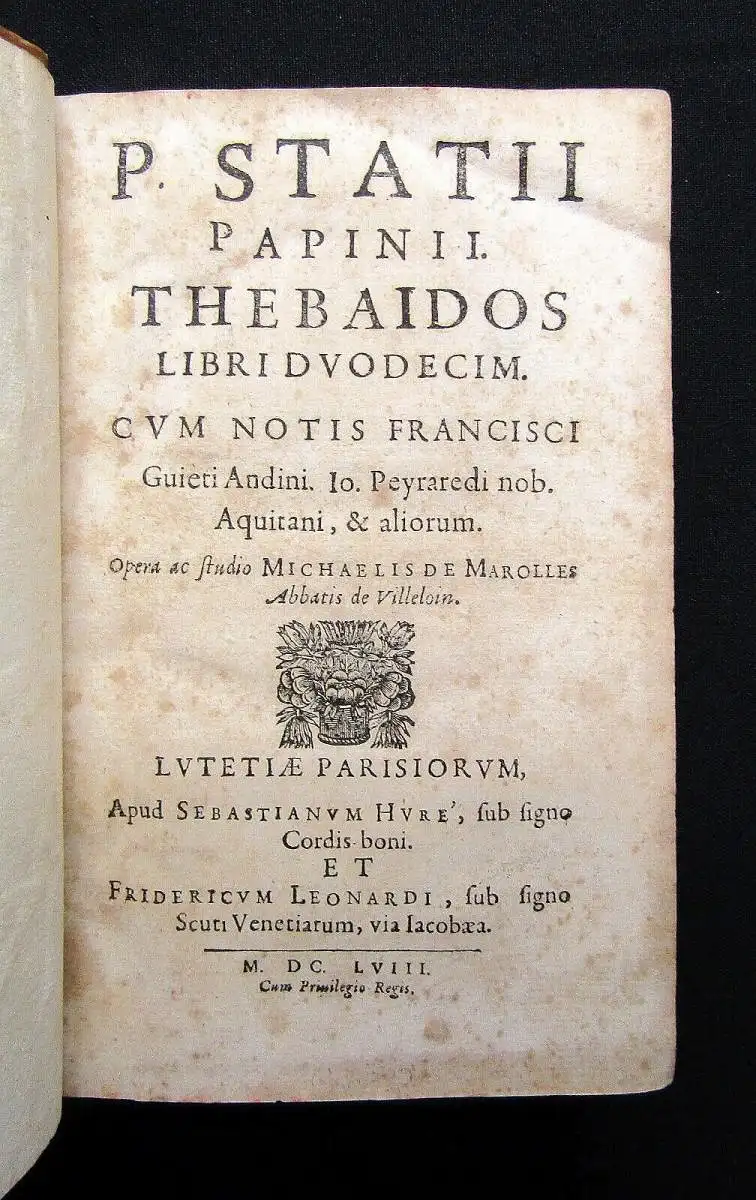 P. STATII
PAPINII.
THEBAIDOS
LIBRI DVODECIM.
CVM NOTIS FRANCISCI
Guieti Andini. Io. Peyraredi nob.
Aquitani, & aliorum.
Opera ac ſtudio MICHAELIS DE MAROLLES
Abbatis de Villeloin.
LVTETIÆ PARISIORVM,
Apud SEBASTIANVM HVRE', ſub ſigno
Cordis boni.
ET
FRIDERICVM LEONARDI, ſub ſigno
Scuti Venetiarum, via Iacobæa.
M. DC. LVIII.
Cum Priuilegio Regis.